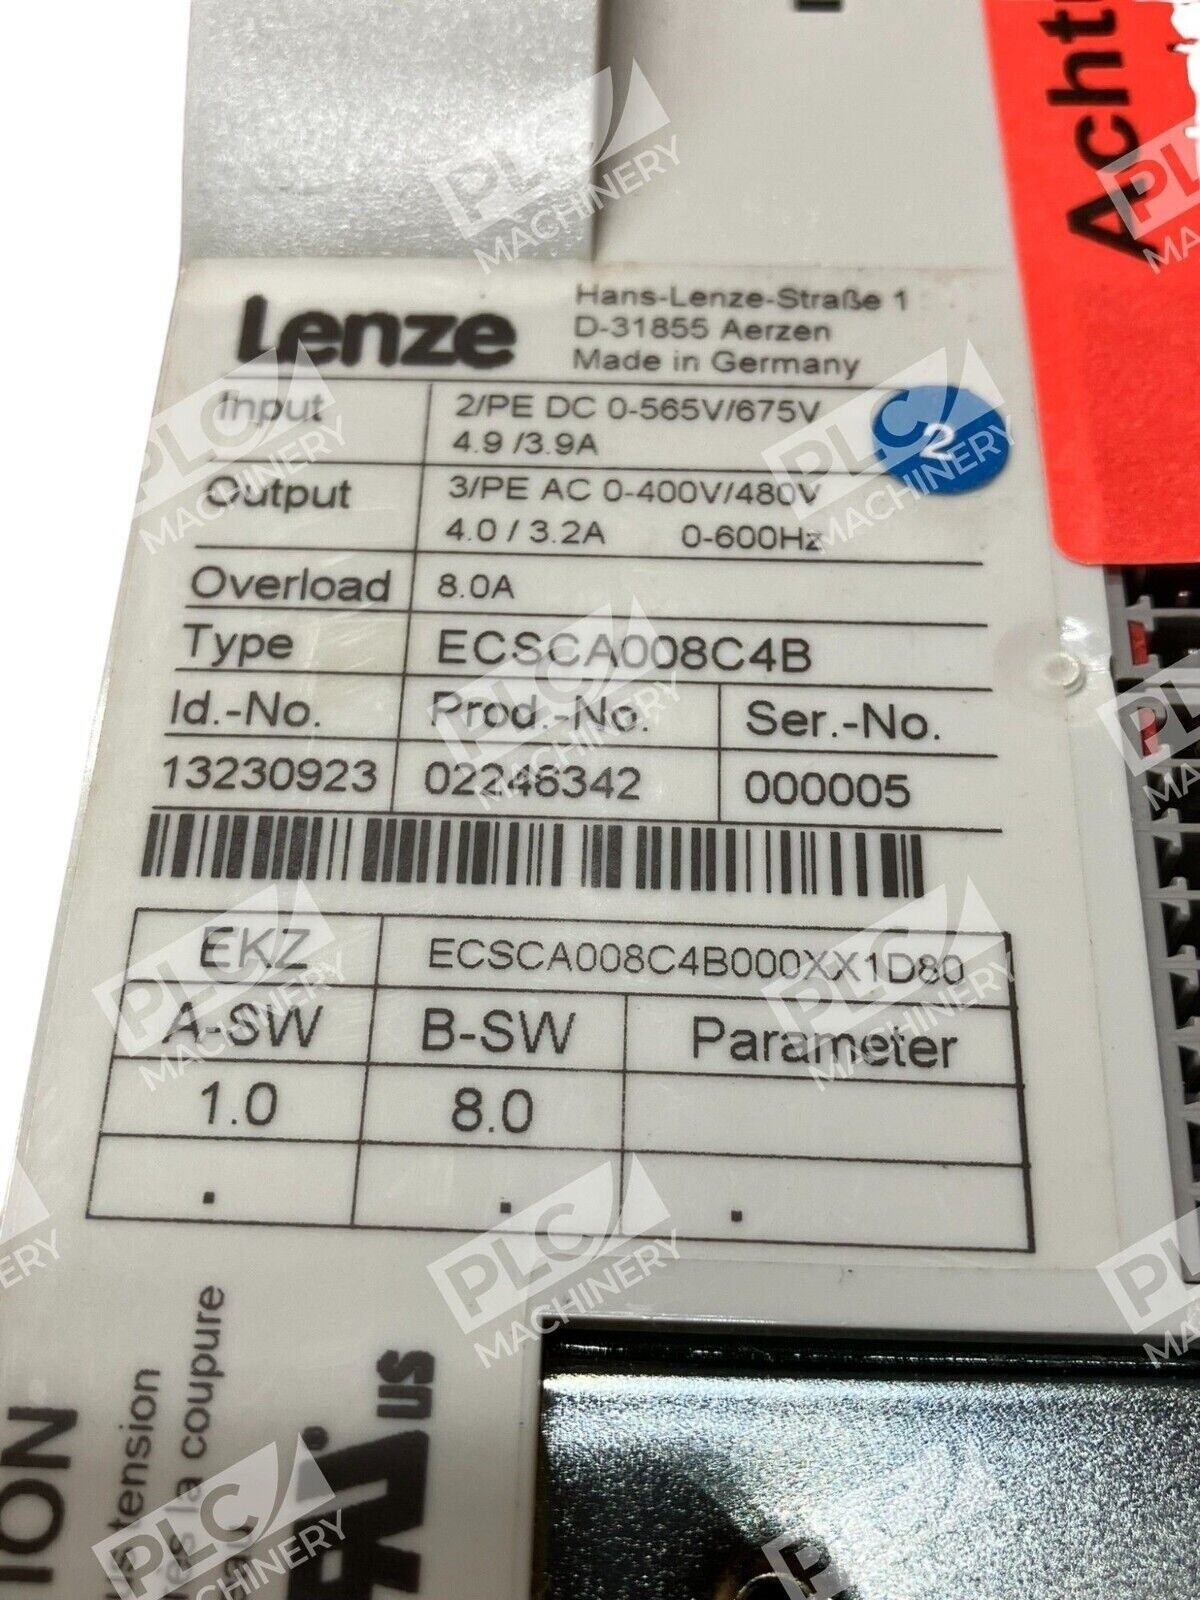 Lenze
Hans-Lenze-Straße 1
D-31855 Aerzen
Made in Germany
Input 2/PE DC 0-565V/675V
4.9 /3.9A
2
Output 3/PE AC 0-400V/480V
4.0 / 3.2A 0-600Hz
Overload 8.0A
Type ECSCA008C4B
Id.-No. Prod.-No. Ser.-No.
13230923 02246342 000005
EKZ ECSCA008C4B000XX1D80
A-SW B-SW Parameter
1.0 8.0
. . .
tension
la coupure
US
PLC
MACHINERY